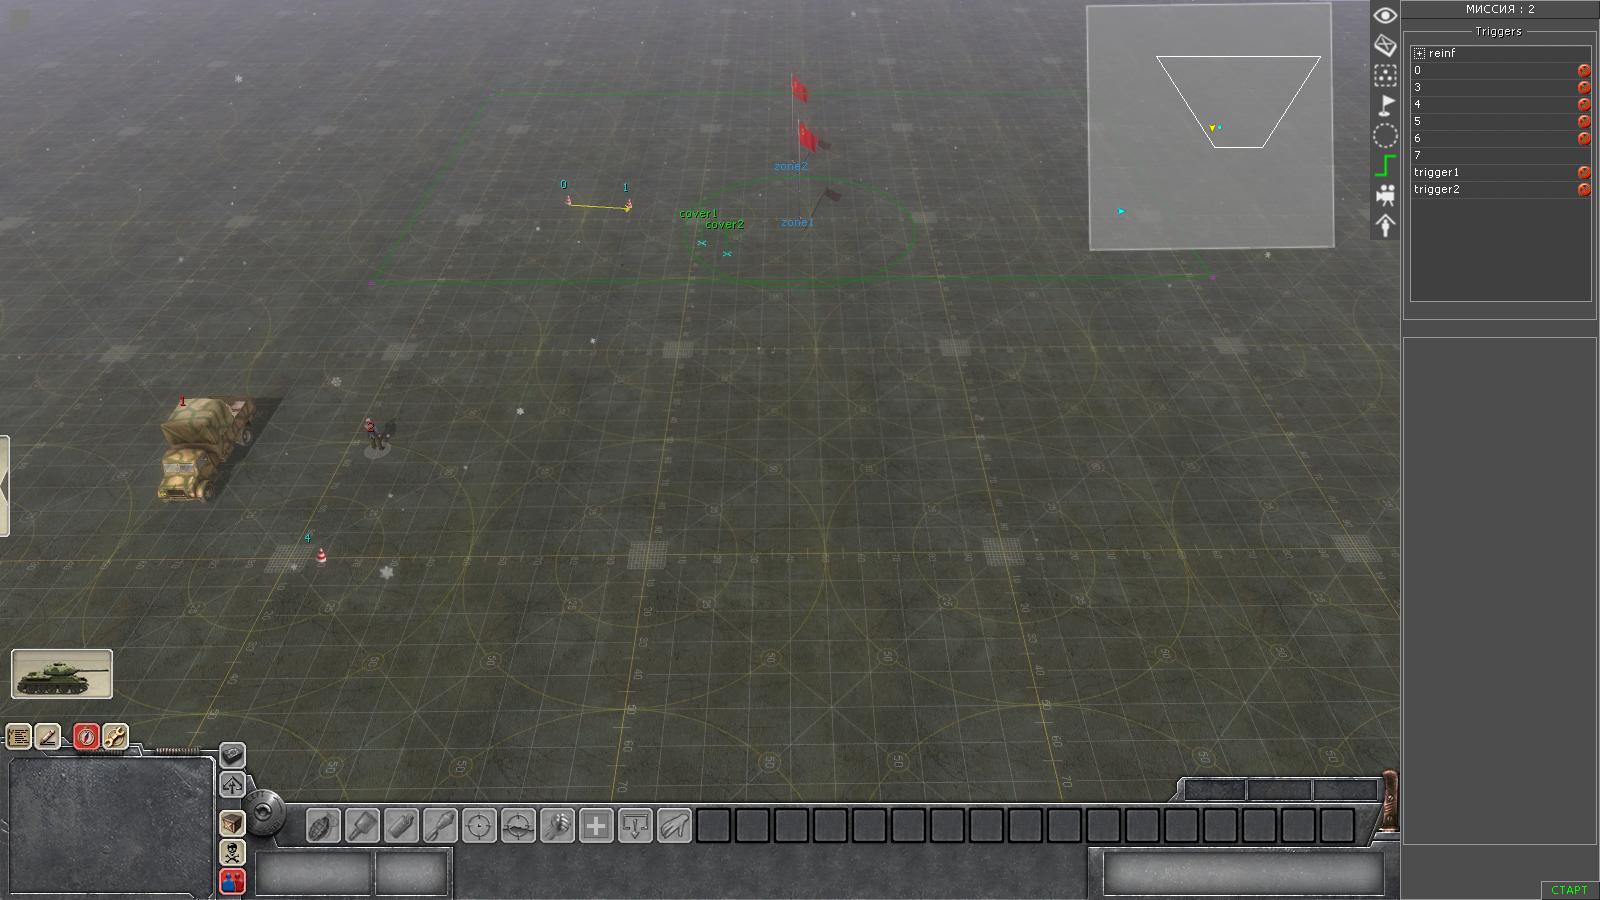 МИССИЯ : 2
Triggers
reinf
0
3
4
5
6
7
trigger1
trigger2
zone2
0
1
cover1
cover2
zone1
1
2
4
СТАРТ